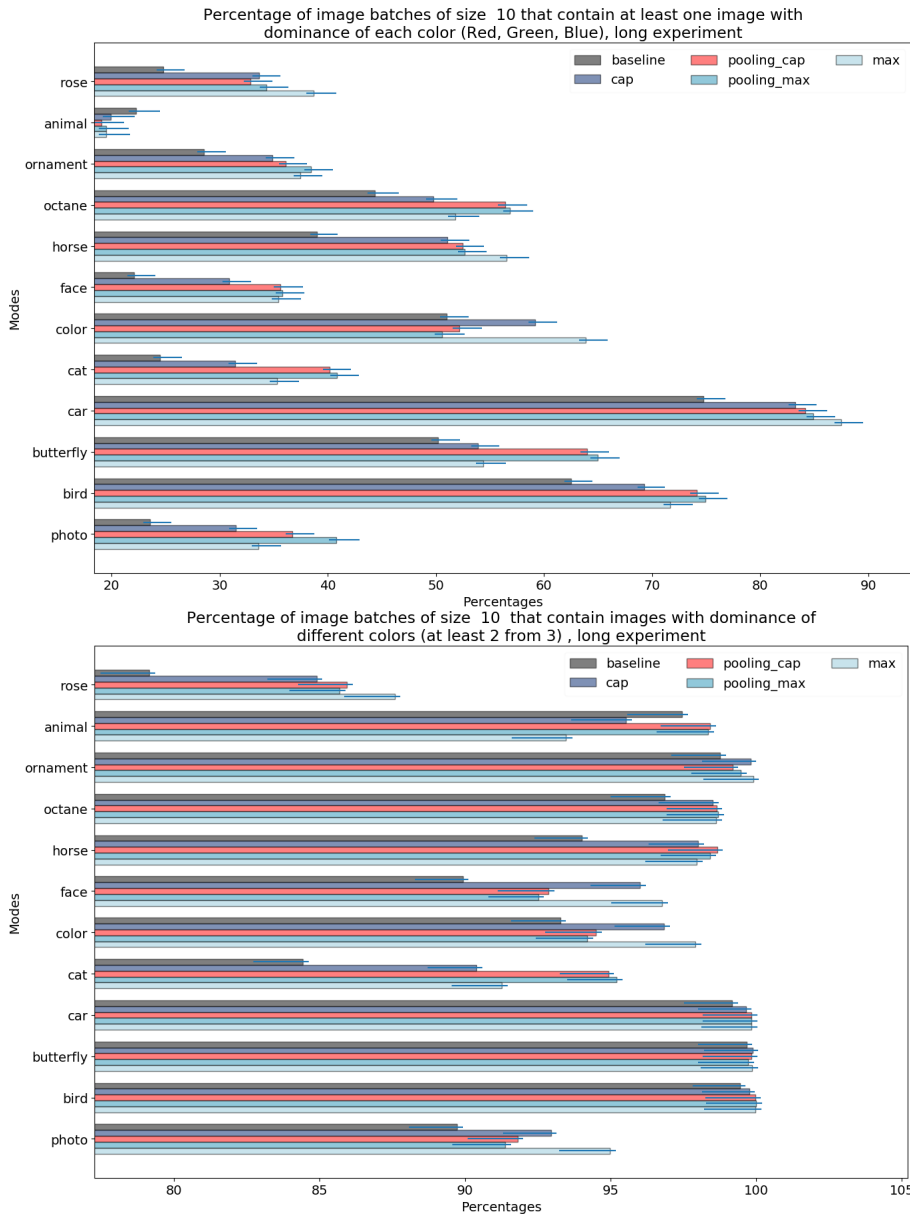 Percentage of image batches of size  10 that contain at least one image with
dominance of each color (Red, Green, Blue), long experiment
baseline
cap
pooling_cap
pooling_max
max
Modes
rose
animal
ornament
octane
horse
face
color
cat
car
butterfly
bird
photo
20 30 40 50 60 70 80 90
Percentages
Percentage of image batches of size  10  that contain images with dominance of
different colors (at least 2 from 3) , long experiment
baseline
cap
pooling_cap
pooling_max
max
Modes
rose
animal
ornament
octane
horse
face
color
cat
car
butterfly
bird
photo
80 85 90 95 100 105
Percentages